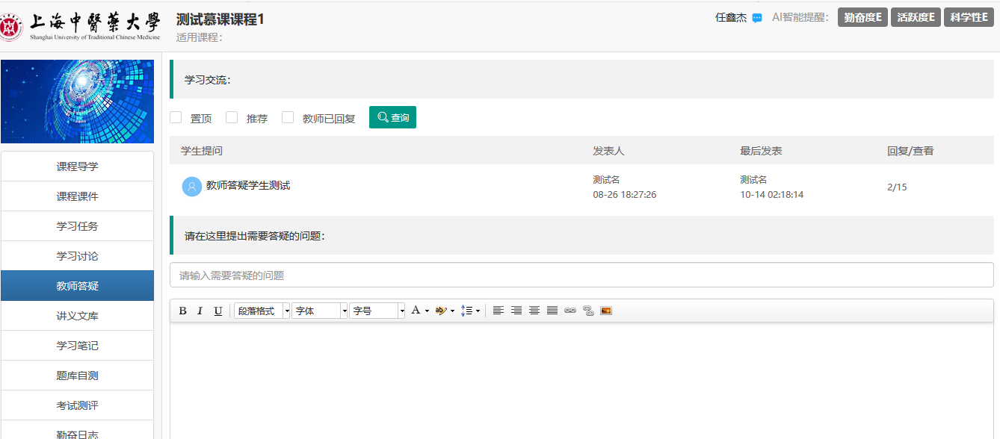 上海中醫药大學
Shanghai University of Traditional Chinese Medicine
测试慕课课程1
适用课程:
任鑫杰 AI智能提醒: 勤奋度E 活跃度E 科学性E
课程导学
课程课件
学习任务
学习讨论
教师答疑
讲义文库
学习笔记
题库自测
考试测评
勤奋日志
学习交流:
置顶 推荐 教师已回复 查询
学生提问 发表人 最后发表 回复/查看
教师答疑学生测试 测试名 测试名 2/15
08-26 18:27:26 10-14 02:18:14
请在这里提出需要答疑的问题:
请输入需要答疑的问题
B I U 段落格式 字体 字号 A ab